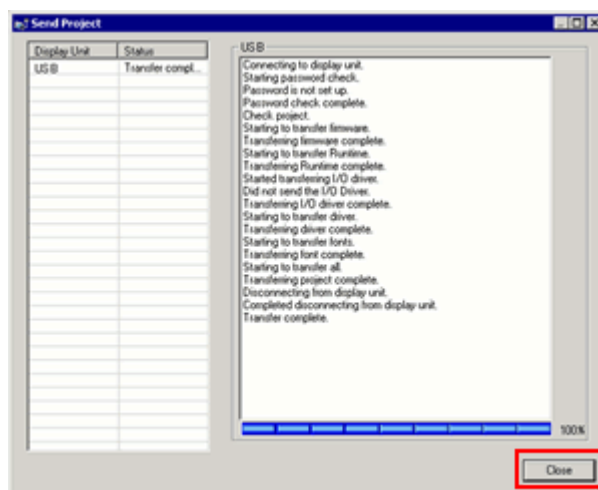 Send Project
Display Unit Status
USB Transfer compl...
USB
Connecting to display unit.
Starting password check.
Password is not set up.
Password check complete.
Check project.
Starting to transfer firmware.
Transferring firmware complete.
Starting to transfer Runtime.
Transferring Runtime complete.
Started transferring I/O driver.
Did not send the I/O Driver.
Transferring I/O driver complete.
Starting to transfer driver.
Transferring driver complete.
Starting to transfer fonts.
Transferring font complete.
Starting to transfer all.
Transferring project complete.
Disconnecting from display unit.
Completed disconnecting from display unit.
Transfer complete.
100%
Close